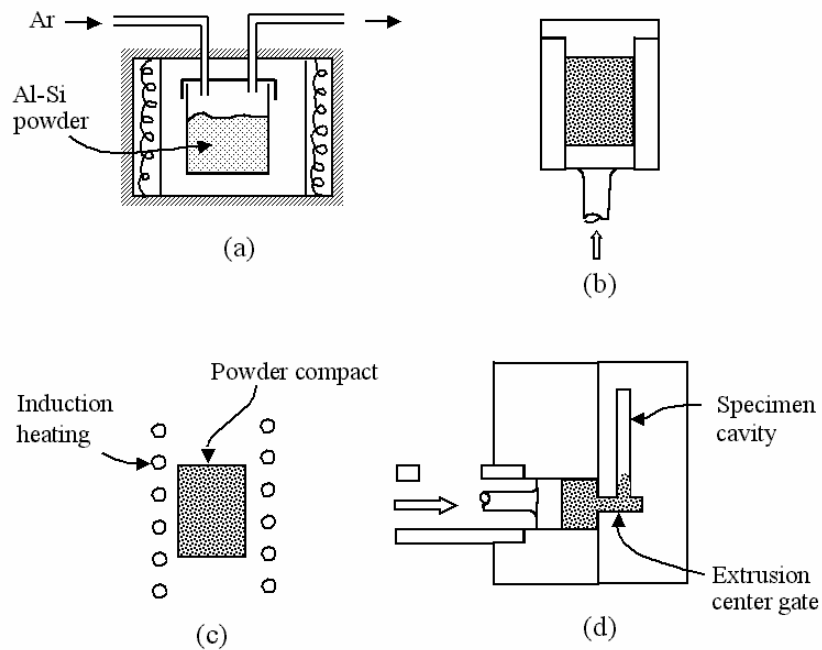 Ar
Al-Si
powder
(a)
(b)
Powder compact
Induction
heating
(c)
Specimen
cavity
Extrusion
center gate
(d)